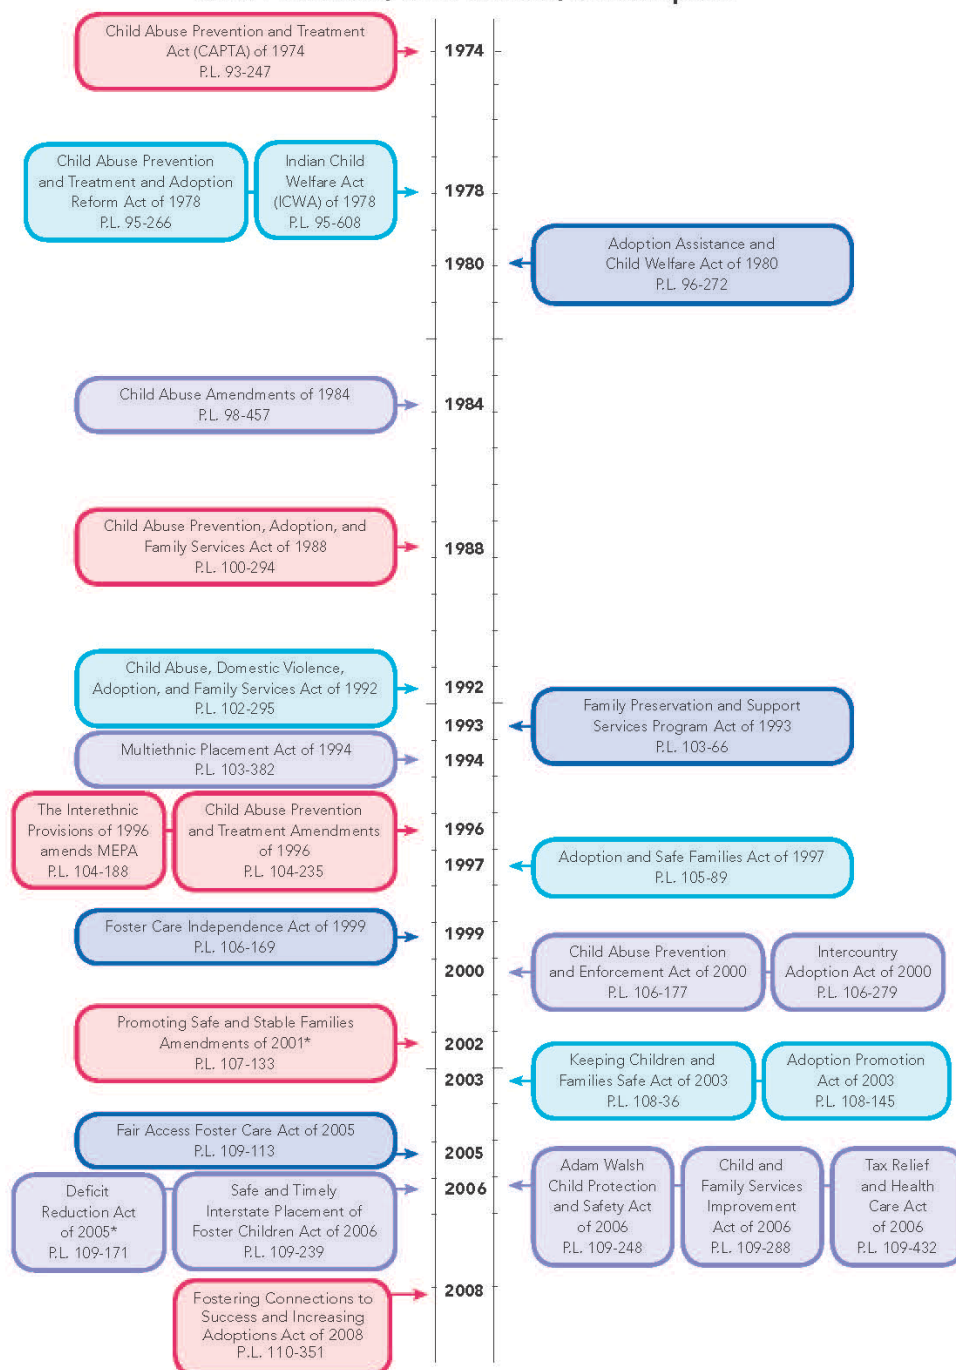 Child Abuse Prevention and Treatment
Act (CAPTA) of 1974
P.L. 93-247
1974
Child Abuse Prevention
and Treatment and Adoption
Reform Act of 1978
P.L. 95-266
Indian Child
Welfare Act
(ICWA) of 1978
P.L. 95-608
1978
Adoption Assistance and
Child Welfare Act of 1980
P.L. 96-272
1980
Child Abuse Amendments of 1984
P.L. 98-457
1984
Child Abuse Prevention, Adoption, and
Family Services Act of 1988
P.L. 100-294
1988
Child Abuse, Domestic Violence,
Adoption, and Family Services Act of 1992
P.L. 102-295
1992
Family Preservation and Support
Services Program Act of 1993
P.L. 103-66
1993
Multiethnic Placement Act of 1994
P.L. 103-382
1994
The Interethnic
Provisions of 1996
amends MEPA
P.L. 104-188
Child Abuse Prevention
and Treatment Amendments
of 1996
P.L. 104-235
1996
1997
Adoption and Safe Families Act of 1997
P.L. 105-89
Foster Care Independence Act of 1999
P.L. 106-169
1999
2000
Child Abuse Prevention
and Enforcement Act of 2000
P.L. 106-177
Intercountry
Adoption Act of 2000
P.L. 106-279
Promoting Safe and Stable Families
Amendments of 2001*
P.L. 107-133
2002
2003
Keeping Children and
Families Safe Act of 2003
P.L. 108-36
Adoption Promotion
Act of 2003
P.L. 108-145
Fair Access Foster Care Act of 2005
P.L. 109-113
2005
Deficit
Reduction Act
of 2005*
P.L. 109-171
Safe and Timely
Interstate Placement of
Foster Children Act of 2006
P.L. 109-239
2006
Adam Walsh
Child Protection
and Safety Act
of 2006
P.L. 109-248
Child and
Family Services
Improvement
Act of 2006
P.L. 109-288
Tax Relief
and Health
Care Act
of 2006
P.L. 109-432
Fostering Connections to
Success and Increasing
Adoptions Act of 2008
P.L. 110-351
2008